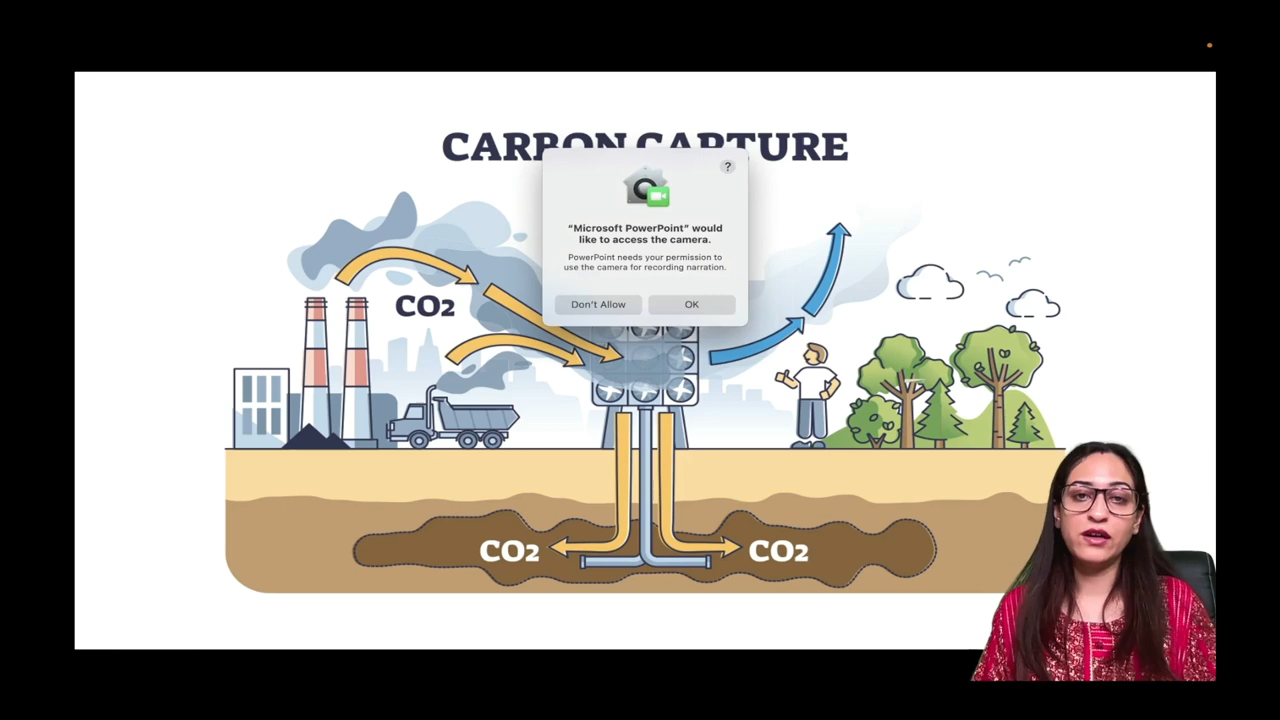 CARBON CAPTURE
?
“Microsoft PowerPoint” would
like to access the camera.
PowerPoint needs your permission to
use the camera for recording narration.
Don’t Allow
OK
CO2
CO2
CO2